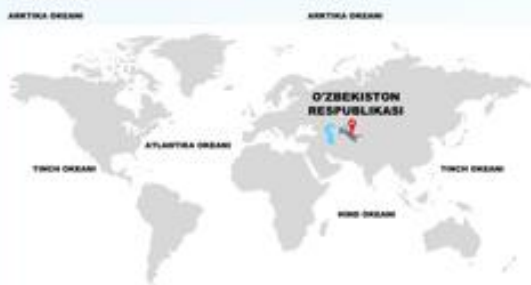 ARKTIKA OKEANI
ARKTIKA OKEANI
O'ZBEKISTON
RESPUBLIKASI
ATLANTIKA OKEANI
TINCH OKEANI
TINCH OKEANI
HIND OKEANI